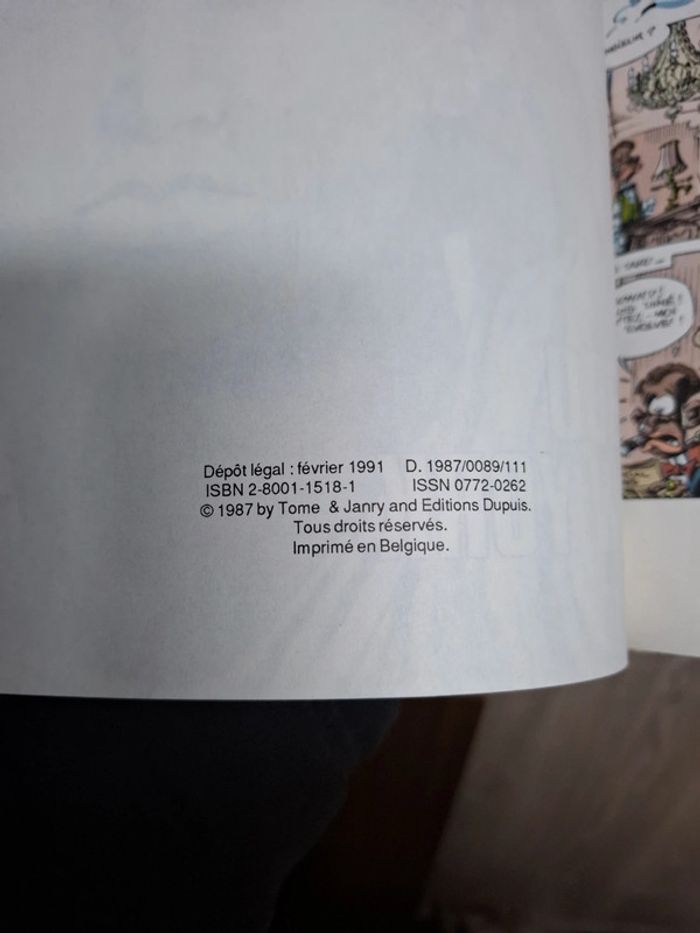 Dépôt légal : février 1991 D. 1987/0089/111
ISBN 2-8001-1518-1 ISSN 0772-0262
© 1987 by Tome & Janry and Editions Dupuis.
Tous droits réservés.
Imprimé en Belgique.